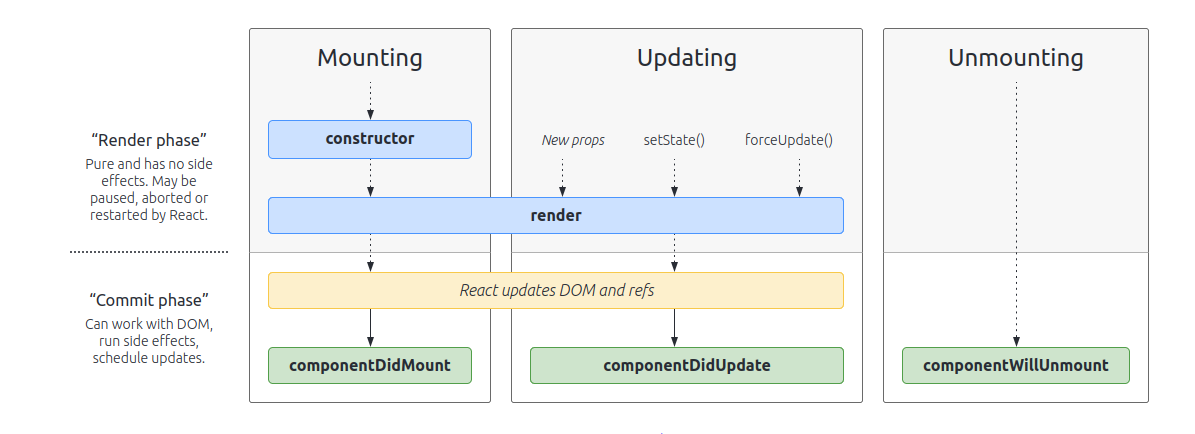 Mounting
Updating
Unmounting
“Render phase”
Pure and has no side
effects. May be
paused, aborted or
restarted by React.
constructor
New props
setState()
forceUpdate()
render
“Commit phase”
Can work with DOM,
run side effects,
schedule updates.
React updates DOM and refs
componentDidMount
componentDidUpdate
componentWillUnmount